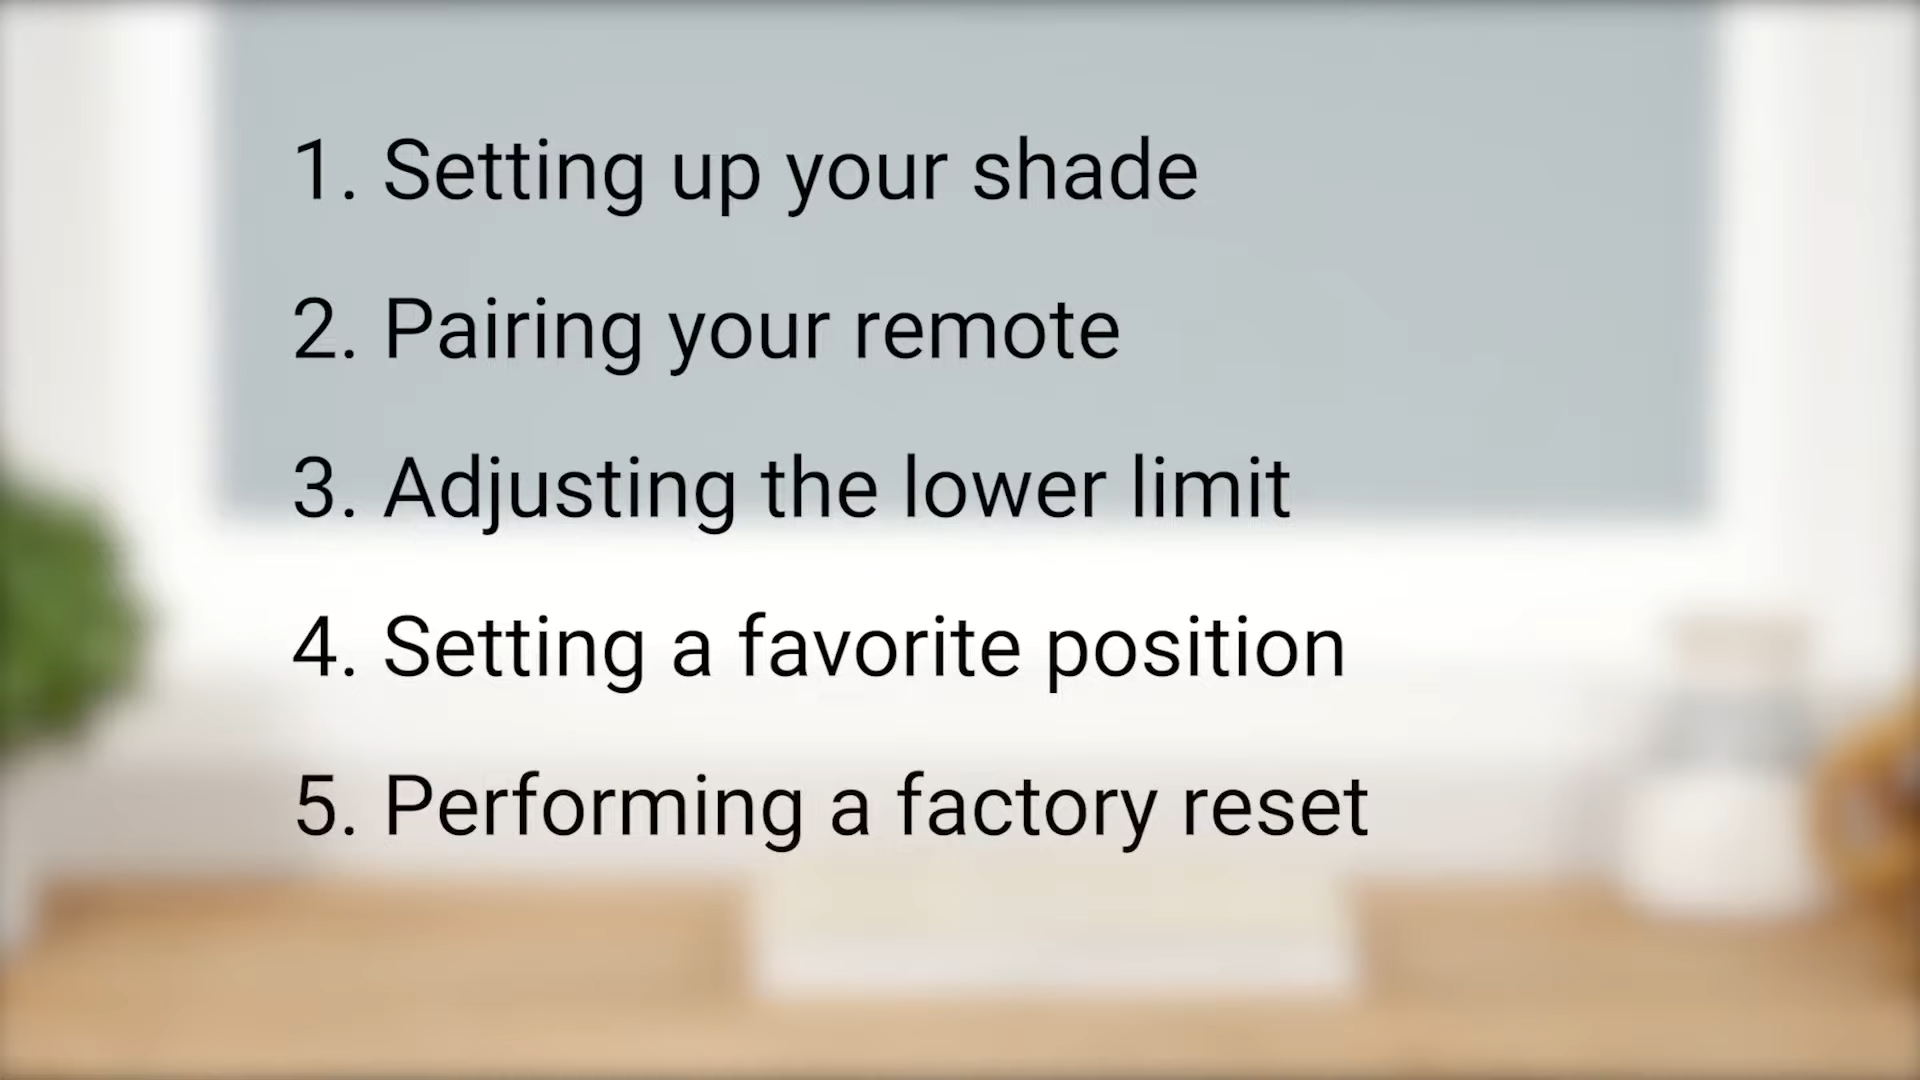 1. Setting up your shade
2. Pairing your remote
3. Adjusting the lower limit
4. Setting a favorite position
5. Performing a factory reset